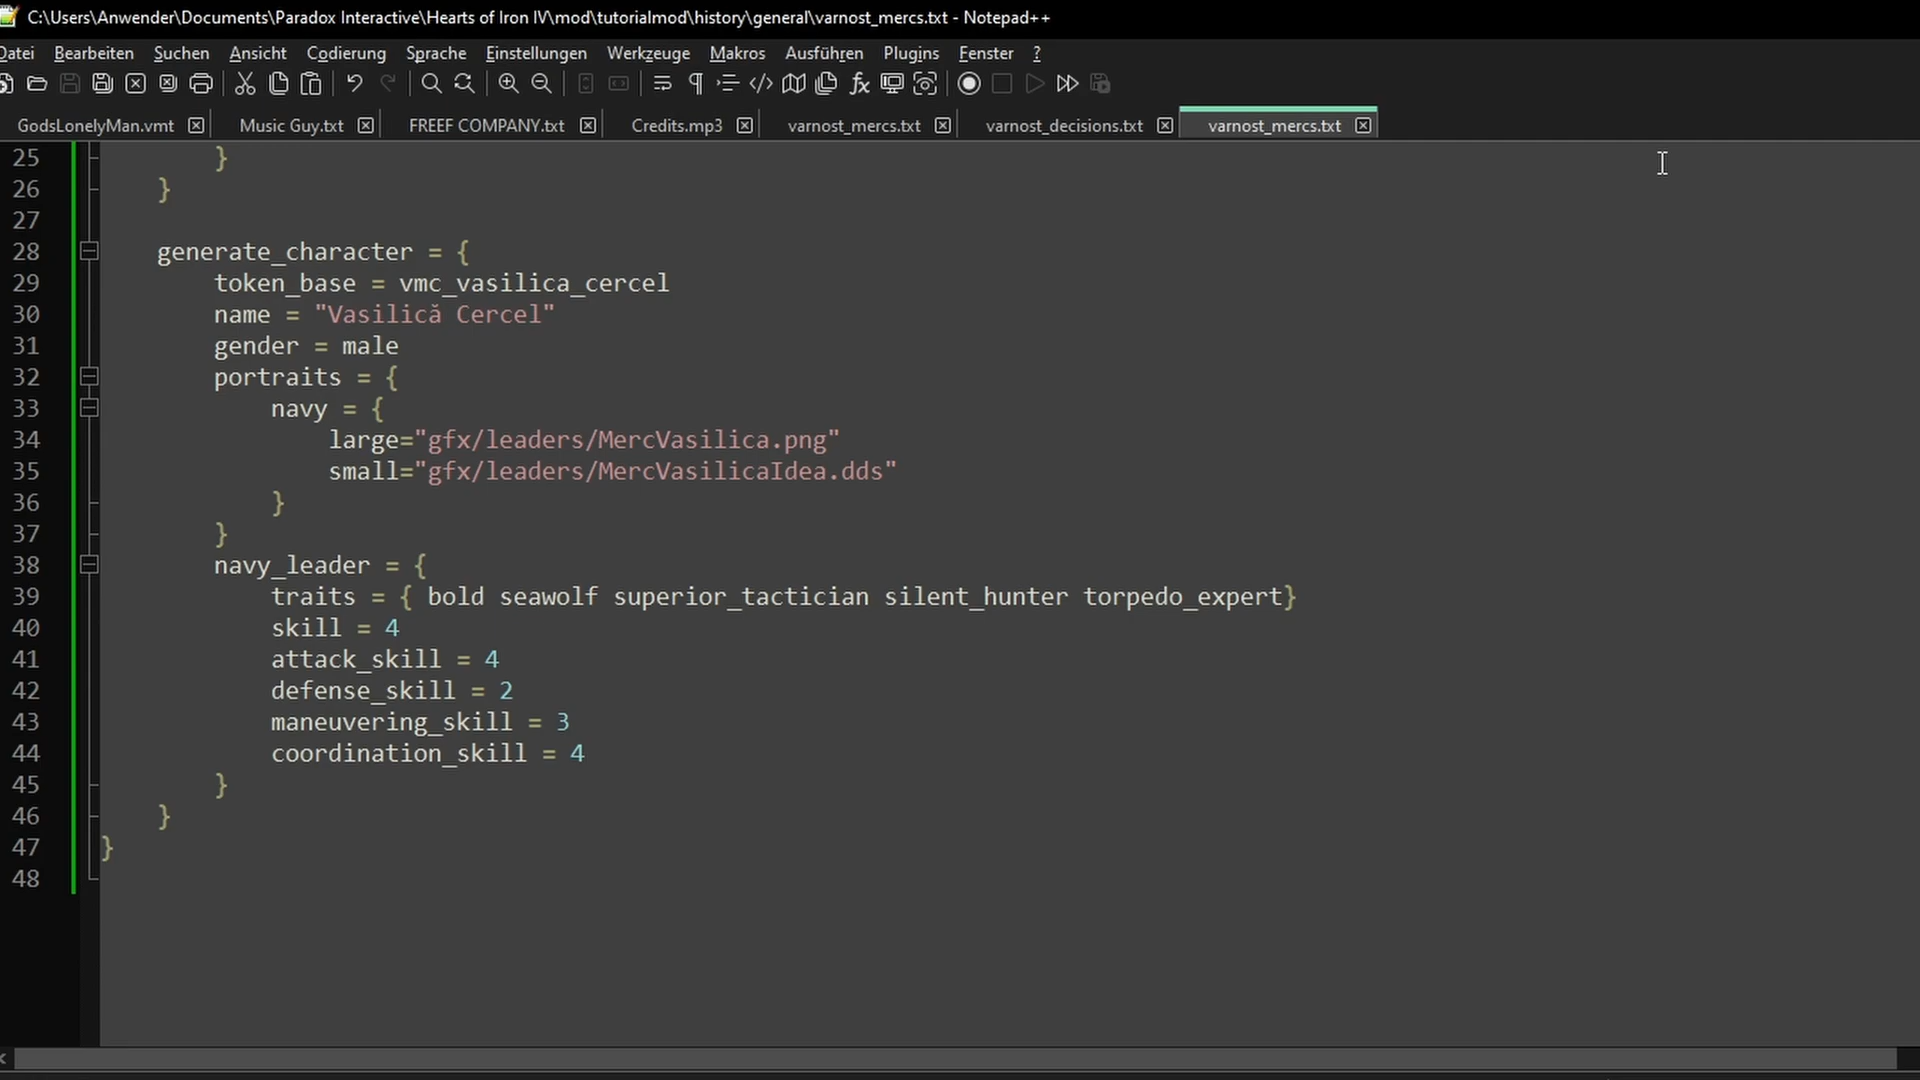 C:\Users\Anwender\Documents\Paradox Interactive\Hearts of Iron IV\mod\tutorialmod\history\general\varnost_mercs.txt - Notepad++
Datei Bearbeiten Suchen Ansicht Codierung Sprache Einstellungen Werkzeuge Makros Ausführen Plugins Fenster ?
GodsLonelyMan.vmt Music Guy.txt FREEF COMPANY.txt Credits.mp3 varnost_mercs.txt varnost_decisions.txt varnost_mercs.txt
25 }
26 }
27
28 generate_character = {
29 token_base = vmc_vasilica_cercel
30 name = "Vasilică Cercel"
31 gender = male
32 portraits = {
33 navy = {
34 large="gfx/leaders/MercVasilica.png"
35 small="gfx/leaders/MercVasilicaIdea.dds"
36 }
37 }
38 navy_leader = {
39 traits = { bold seawolf superior_tactician silent_hunter torpedo_expert}
40 skill = 4
41 attack_skill = 4
42 defense_skill = 2
43 maneuvering_skill = 3
44 coordination_skill = 4
45 }
46 }
47 }
48